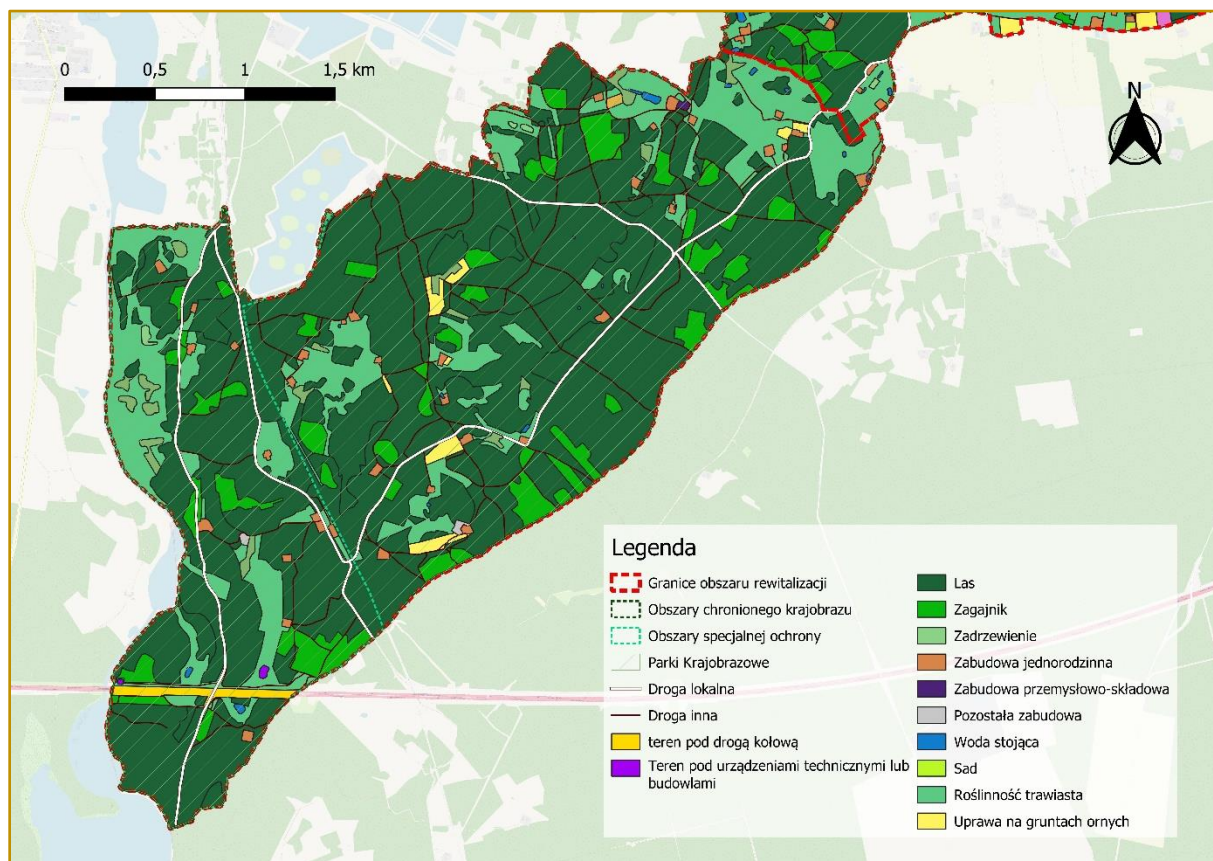 0 0,5 1 1,5 km
N
Legenda
Granice obszaru rewitalizacji
Obszary chronionego krajobrazu
Obszary specjalnej ochrony
Parki Krajobrazowe
Droga lokalna
Droga inna
teren pod drogą kołową
Teren pod urządzeniami technicznymi lub
budowlami
Las
Zagajnik
Zadrzewienie
Zabudowa jednorodzinna
Zabudowa przemysłowo-składowa
Pozostała zabudowa
Woda stojąca
Sad
Roślinność trawiasta
Uprawa na gruntach ornych